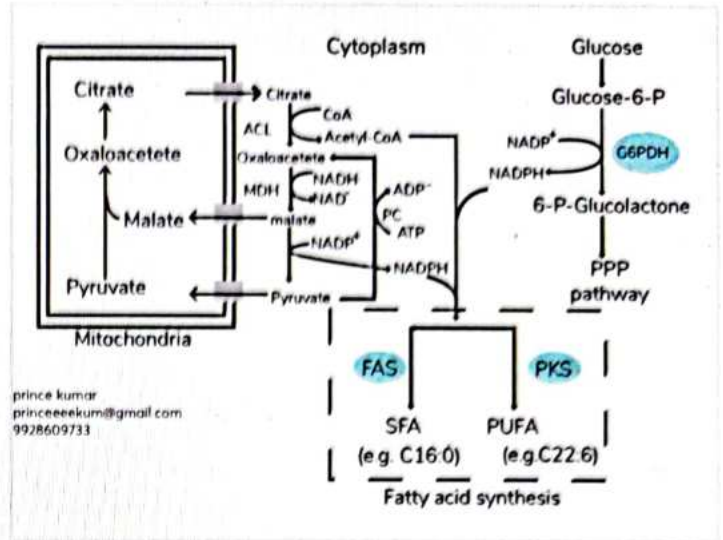 Cytoplasm
Glucose
Citrate
Citrate
CoA
ACL
Acetyl-CoA
Glucose-6-P
NADP+
G6PDH
NADPH
Oxaloacetete
Oxaloacetete
NADH
MDH
NAD+
ADP-
PC
ATP
6-P-Glucolactone
Malate
malate
NADP+
NADPH
PPP
pathway
Pyruvate
Pyruvate
Mitochondria
FAS
PKS
prince kumar
princeeeekum@gmail.com
9928609733
SFA
PUFA
(e.g. C16:0)
(e.g.C22:6)
Fatty acid synthesis